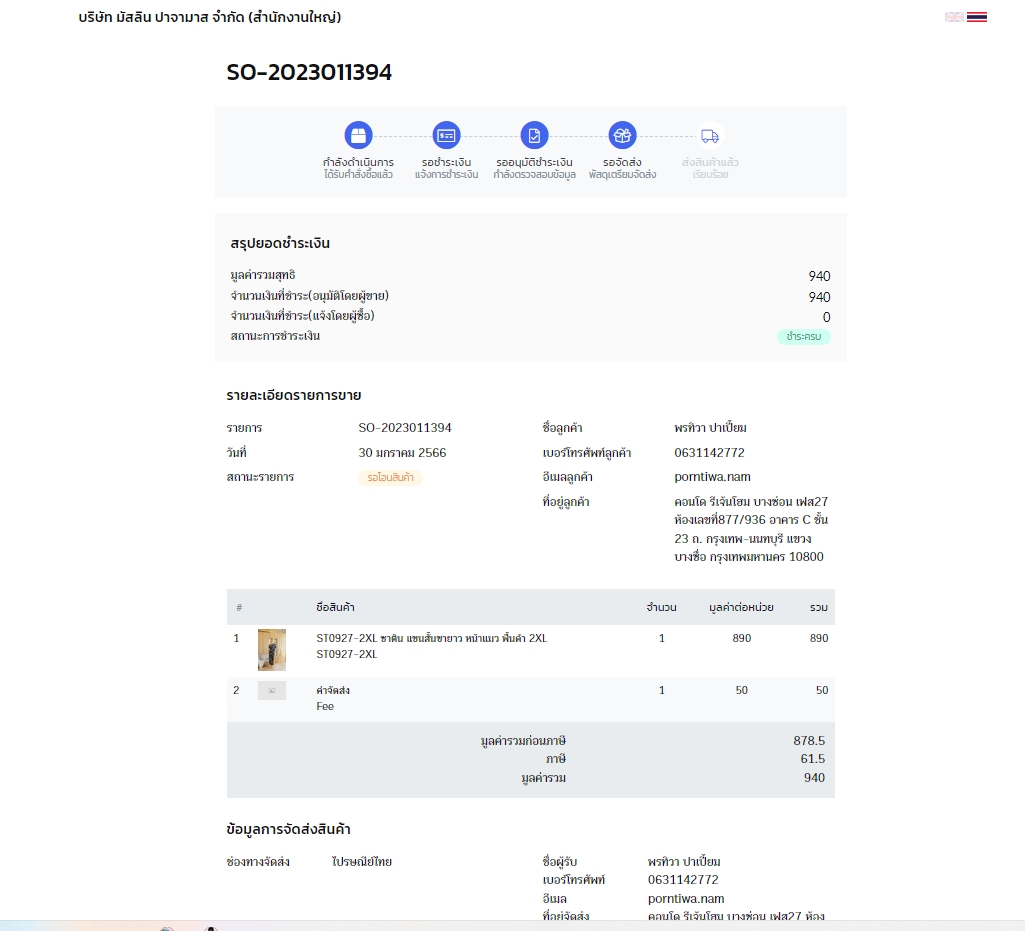 บริษัท มัสลิน ปาจามาส จำกัด (สำนักงานใหญ่)
SO-2023011394
กำลังดำเนินการ
ได้รับคำสั่งซื้อแล้ว
รอชำระเงิน
แจ้งการชำระเงิน
รออนุมัติชำระเงิน
กำลังตรวจสอบข้อมูล
รอจัดส่ง
พัสดุเตรียมจัดส่ง
ส่งสินค้าแล้ว
เรียบร้อย
สรุปยอดชำระเงิน
มูลค่ารวมสุทธิ 940
จำนวนเงินที่ชำระ(อนุมัติโดยผู้ขาย) 940
จำนวนเงินที่ชำระ(แจ้งโดยผู้ซื้อ) 0
สถานะการชำระเงิน ชำระครบ
รายละเอียดรายการขาย
รายการ SO-2023011394
วันที่ 30 มกราคม 2566
สถานะรายการ รอโอนสินค้า
ชื่อลูกค้า พรทิวา ปาเปี้ยม
เบอร์โทรศัพท์ลูกค้า 0631142772
อีเมลลูกค้า porntiwa.nam
ที่อยู่ลูกค้า คอนโด รีเจ้นโฮม บางซ่อน เฟส27
ห้องเลขที่877/936 อาคาร C ชั้น
23 ถ. กรุงเทพ-นนทบุรี แขวง
บางซื่อ กรุงเทพมหานคร 10800
# ชื่อสินค้า จำนวน มูลค่าต่อหน่วย รวม
1 ST0927-2XL ซาติน แขนสั้นขายาว หน้าแมว พื้นดำ 2XL 1 890 890
ST0927-2XL
2 ค่าจัดส่ง 1 50 50
Fee
มูลค่ารวมก่อนภาษี 878.5
ภาษี 61.5
มูลค่ารวม 940
ข้อมูลการจัดส่งสินค้า
ช่องทางจัดส่ง ไปรษณีย์ไทย
ชื่อผู้รับ พรทิวา ปาเปี้ยม
เบอร์โทรศัพท์ 0631142772
อีเมล porntiwa.nam
ที่อยู่จัดส่ง คอนโด รีเจ้นโฮม บางซ่อน เฟส27 ห้อง